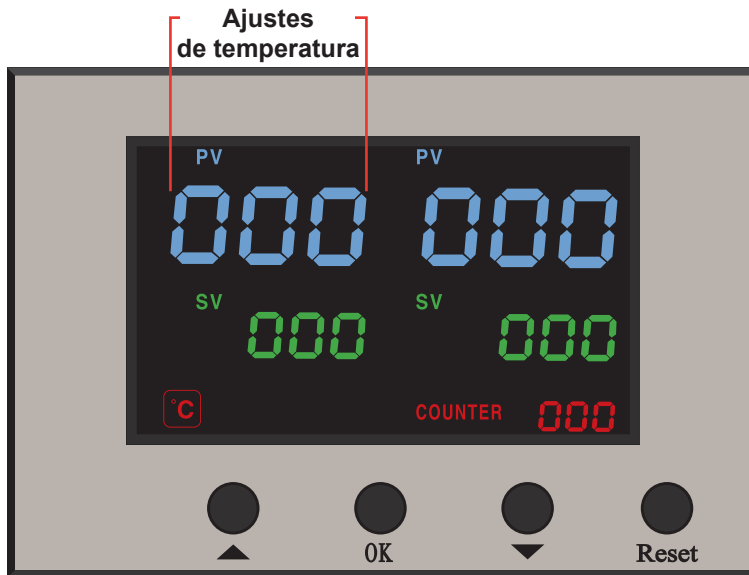 Ajustes
de temperatura
PV PV
000 000
SV SV
000 000
°C COUNTER 000
OK Reset